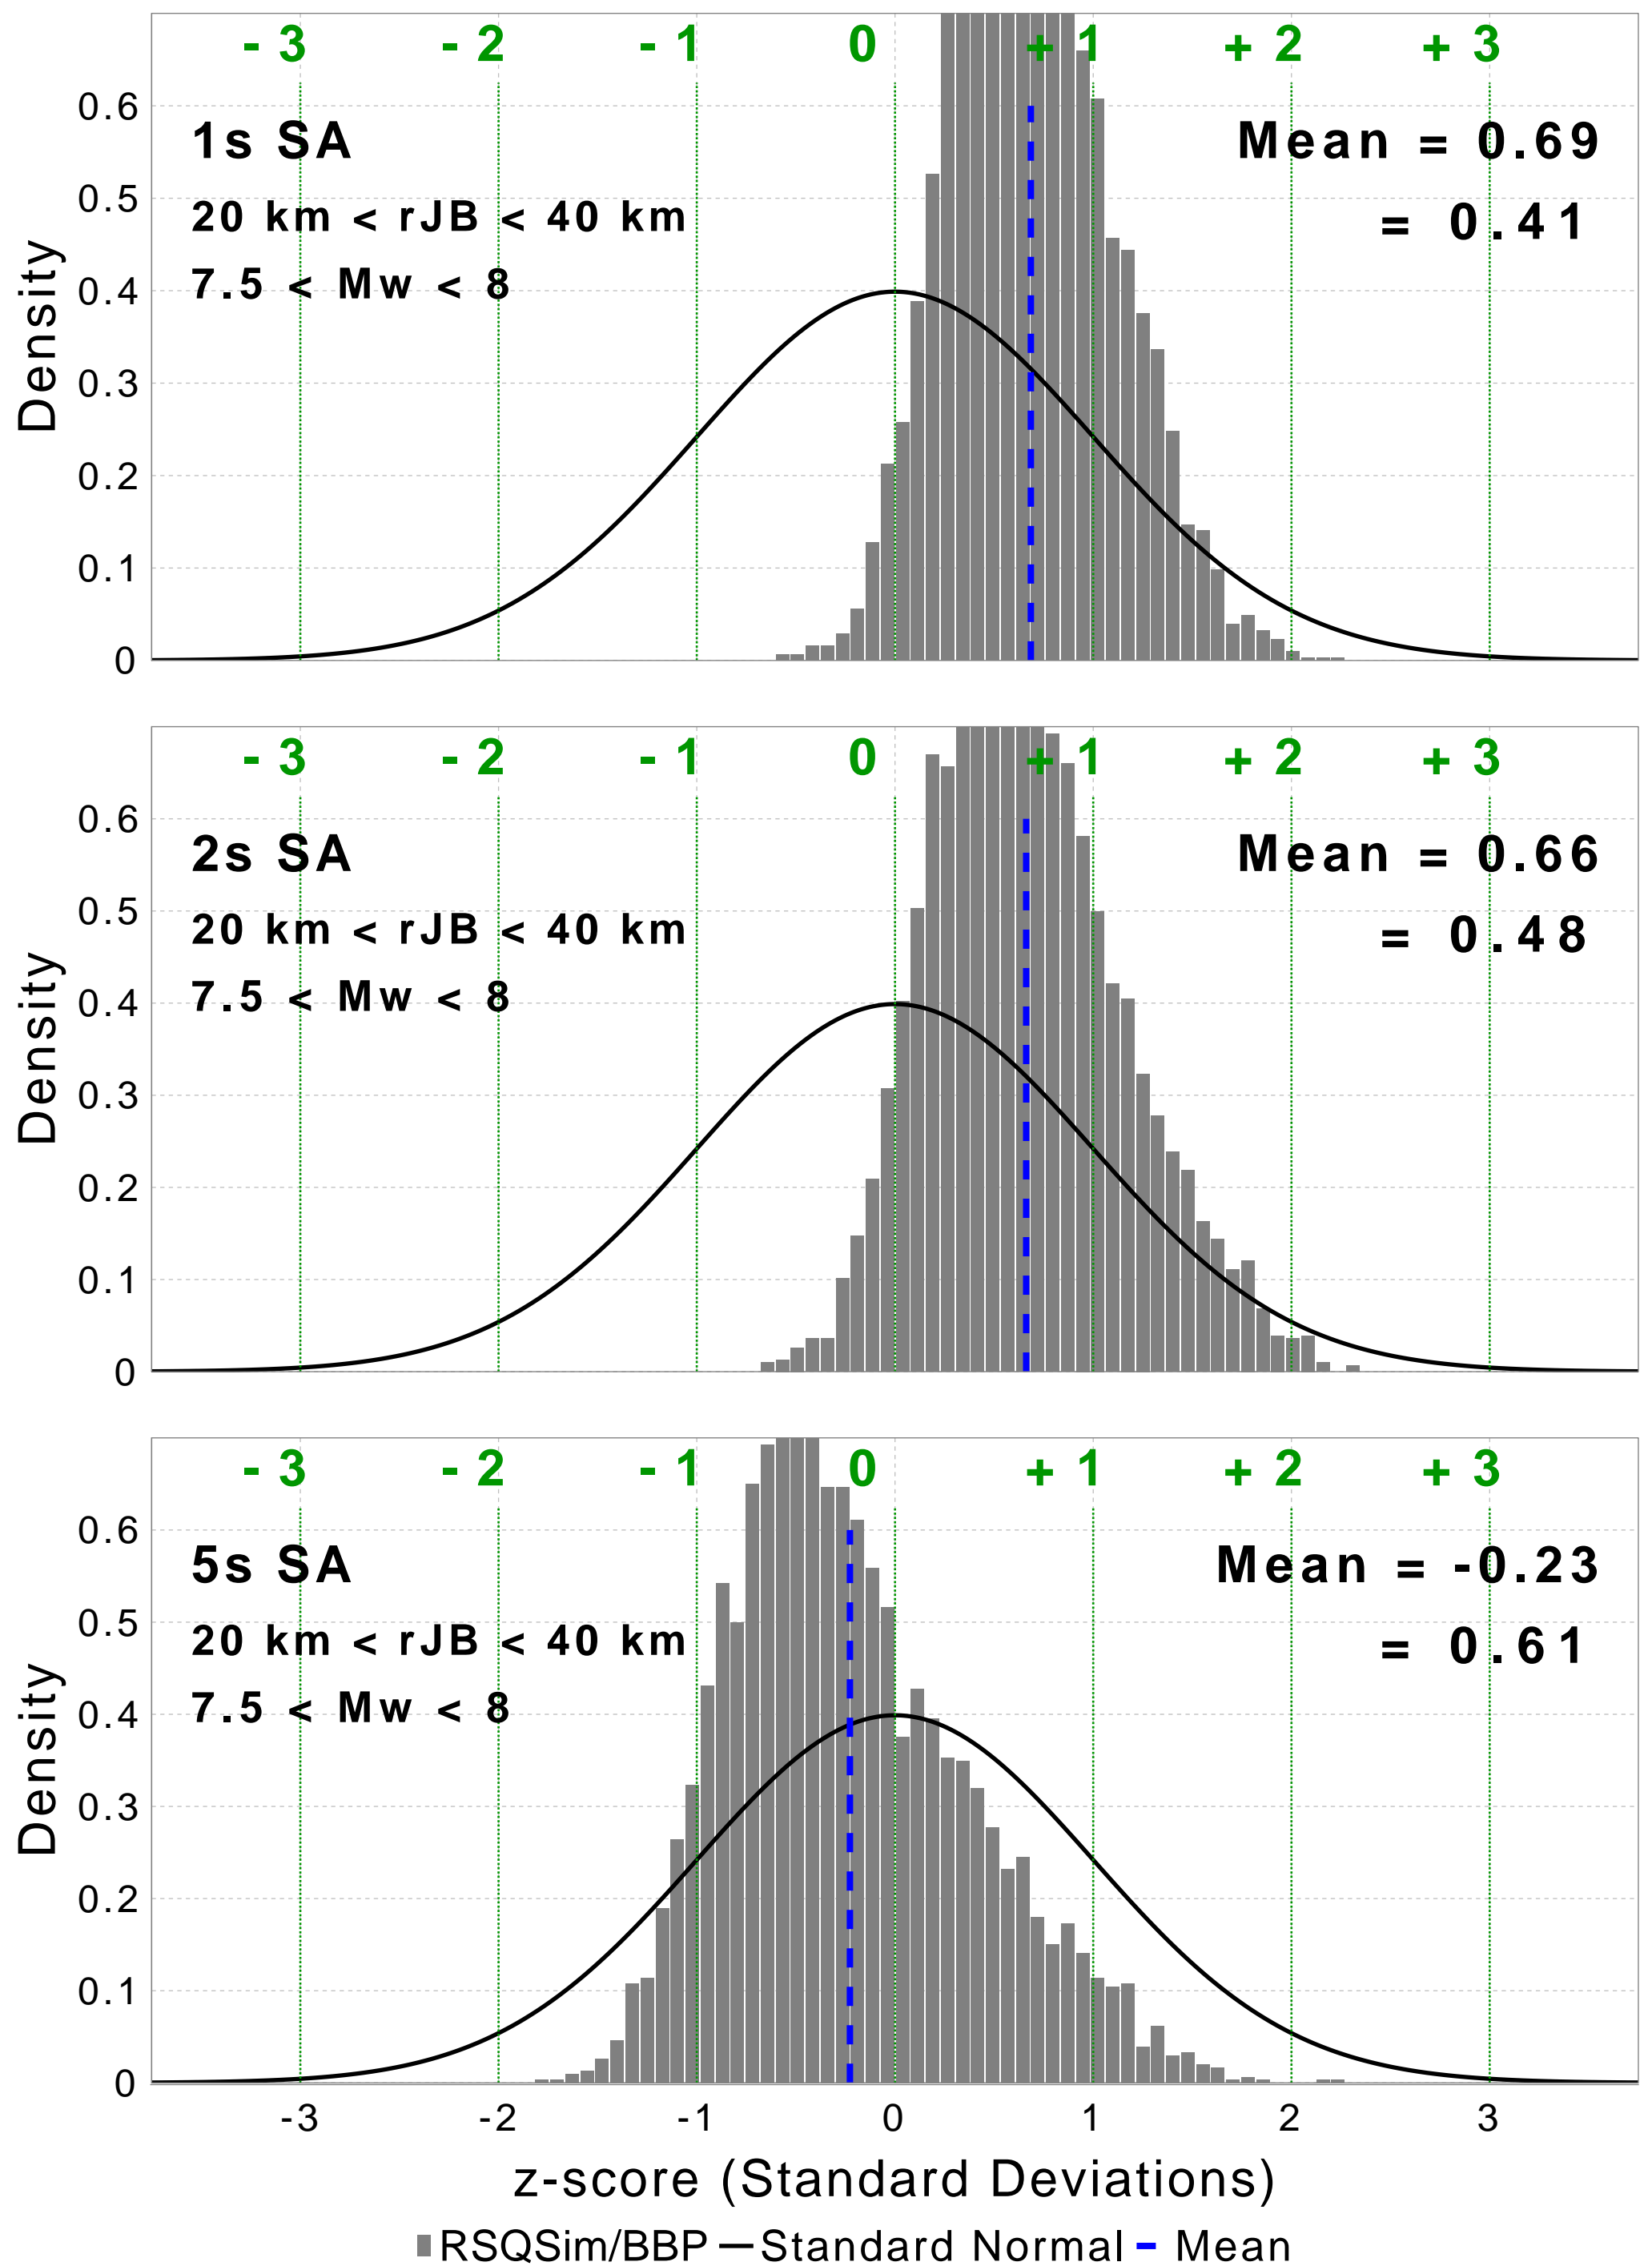 - 3 - 2 - 1 0 + 1 + 2 + 3
0.6
1s SA
Mean = 0.69
0.5
20 km < rJB < 40 km
= 0.41
7.5 < Mw < 8
0.4
Density
0.3
0.2
0.1
0
- 3 - 2 - 1 0 + 1 + 2 + 3
0.6
2s SA
Mean = 0.66
0.5
20 km < rJB < 40 km
= 0.48
7.5 < Mw < 8
0.4
Density
0.3
0.2
0.1
0
- 3 - 2 - 1 0 + 1 + 2 + 3
0.6
5s SA
Mean = -0.23
0.5
20 km < rJB < 40 km
= 0.61
7.5 < Mw < 8
0.4
Density
0.3
0.2
0.1
0
-3 -2 -1 0 1 2 3
z-score (Standard Deviations)
RSQSim/BBP Standard Normal Mean